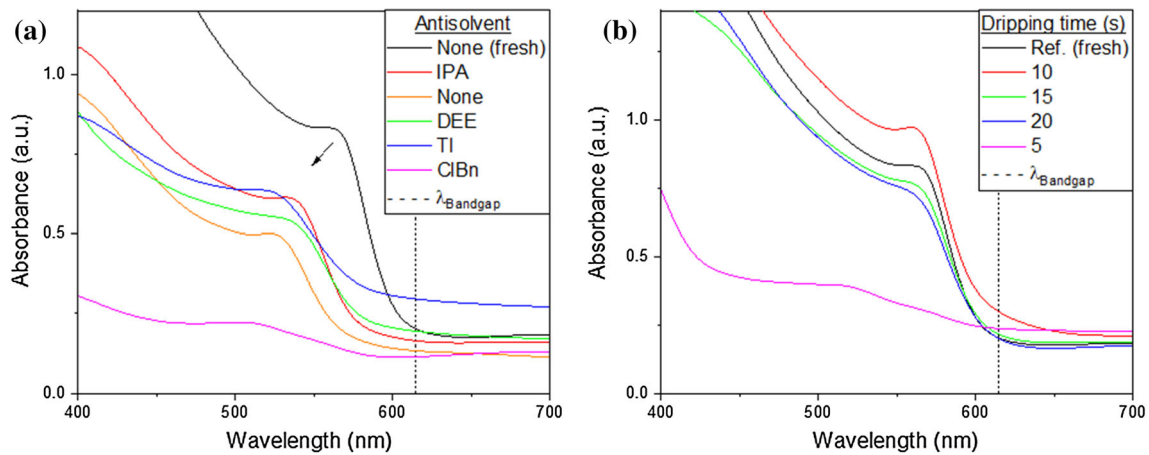 (a)
Antisolvent
None (fresh)
IPA
None
DEE
TI
ClBn
λBandgap
1.0
0.5
0.0
Absorbance (a.u.)
400
500
600
700
Wavelength (nm)
(b)
Dripping time (s)
Ref. (fresh)
10
15
20
5
λBandgap
1.0
0.5
0.0
Absorbance (a.u.)
400
500
600
700
Wavelength (nm)